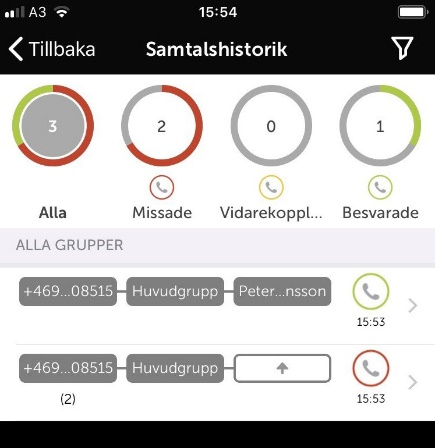 A3 15:54
Tillbaka Samtalshistorik
3 2 0 1
Alla Missade Vidarekoppl... Besvarade
ALLA GRUPPER
+469...08515 Huvudgrupp Peter...nsson
15:53
+469...08515 Huvudgrupp
(2) 15:53